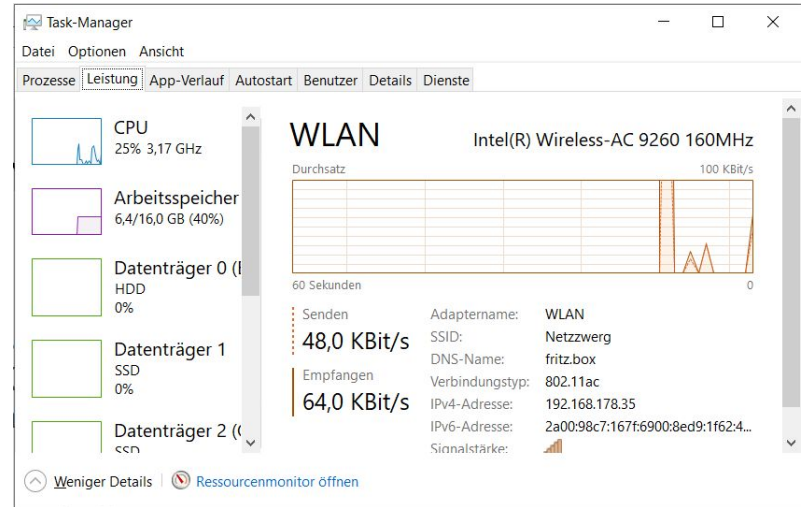 Task-Manager
Datei Optionen Ansicht
Prozesse Leistung App-Verlauf Autostart Benutzer Details Dienste
CPU
25% 3,17 GHz
Arbeitsspeicher
6,4/16,0 GB (40%)
Datenträger 0 (
HDD
0%
Datenträger 1
SSD
0%
Datenträger 2 (
SSD
WLAN
Intel(R) Wireless-AC 9260 160MHz
Durchsatz 100 KBit/s
60 Sekunden 0
Senden
48,0 KBit/s
Empfangen
64,0 KBit/s
Adaptername: WLAN
SSID: Netzzwerg
DNS-Name: fritz.box
Verbindungstyp: 802.11ac
IPv4-Adresse: 192.168.178.35
IPv6-Adresse: 2a00:98c7:167f:6900:8ed9:1f62:4...
Signalstärke:
Weniger Details
Ressourcenmonitor öffnen